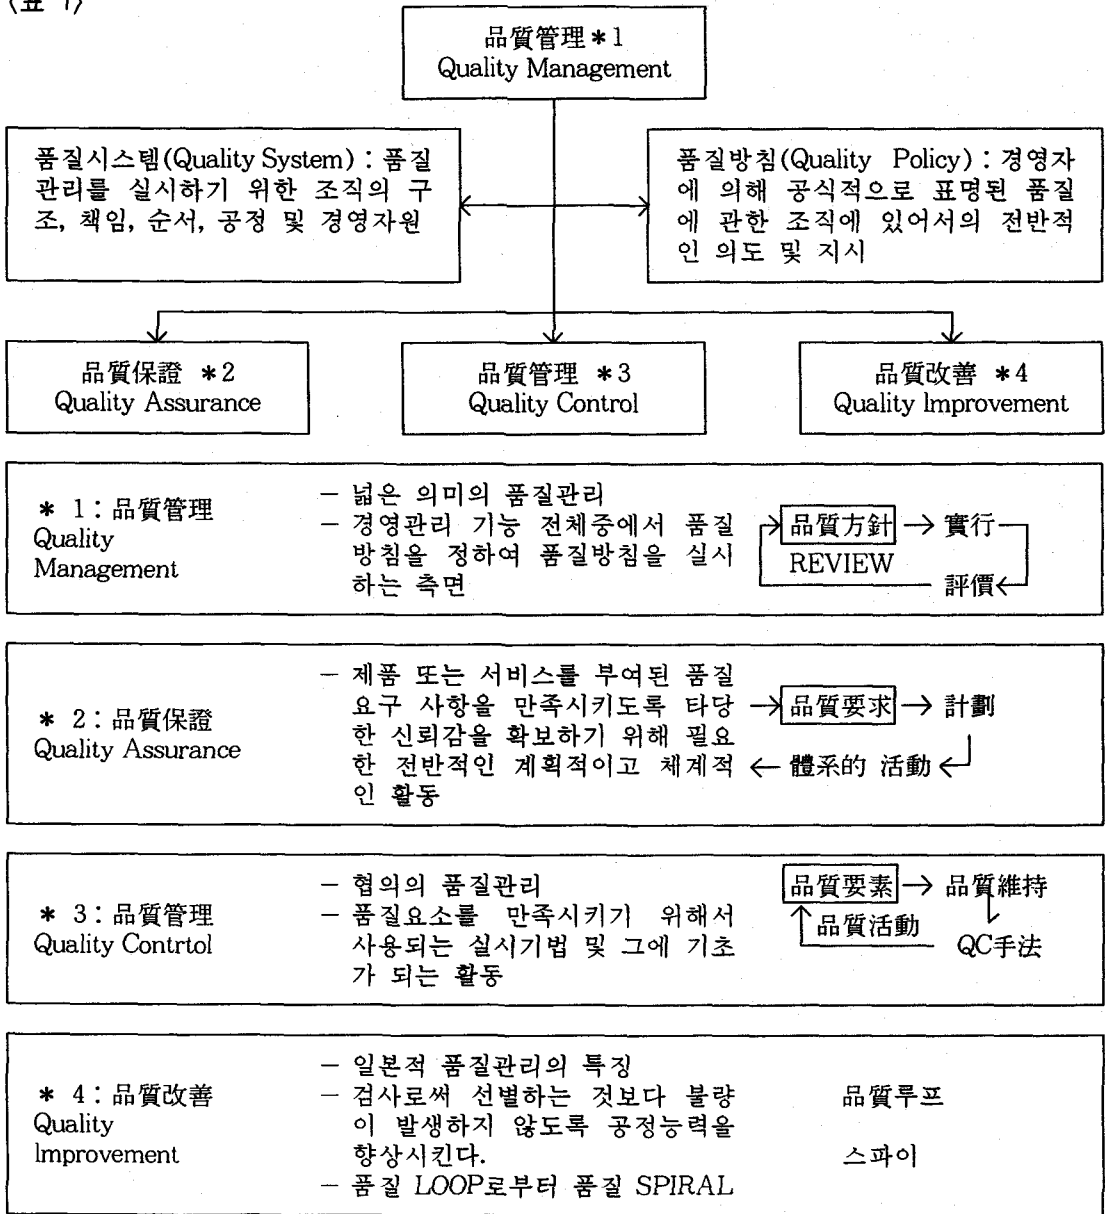 〈표 1〉
品質管理＊1
Quality Management
품질시스템(Quality System) : 품질
관리를 실시하기 위한 조직의 구
조, 책임, 순서, 공정 및 경영자원
품질방침(Quality Policy) : 경영자
에 의해 공식적으로 표명된 품질
에 관한 조직에 있어서의 전반적
인 의도 및 지시
品質保證 ＊2
Quality Assurance
品質管理 ＊3
Quality Control
品質改善 ＊4
Quality Improvement
＊ 1 : 品質管理
Quality
Management
− 넓은 의미의 품질관리
− 경영관리 기능 전체중에서 품질
방침을 정하여 품질방침을 실시
하는 측면
品質方針 → 實行
REVIEW
評價
＊ 2 : 品質保證
Quality Assurance
− 제품 또는 서비스를 부여된 품질
요구 사항을 만족시키도록 타당
한 신뢰감을 확보하기 위해 필요
한 전반적인 계획적이고 체계적
인 활동
→ 品質要求 → 計劃
← 體系的 活動 ←
＊ 3 : 品質管理
Quality Contrtol
− 협의의 품질관리
− 품질요소를 만족시키기 위해서
사용되는 실시기법 및 그에 기초
가 되는 활동
品質要素 → 品質維持
品質活動
QC手法
＊ 4 : 品質改善
Quality
Improvement
− 일본적 품질관리의 특징
− 검사로써 선별하는 것보다 불량
이 발생하지 않도록 공정능력을
향상시킨다.
− 품질 LOOP로부터 품질 SPIRAL
品質루프
스파이